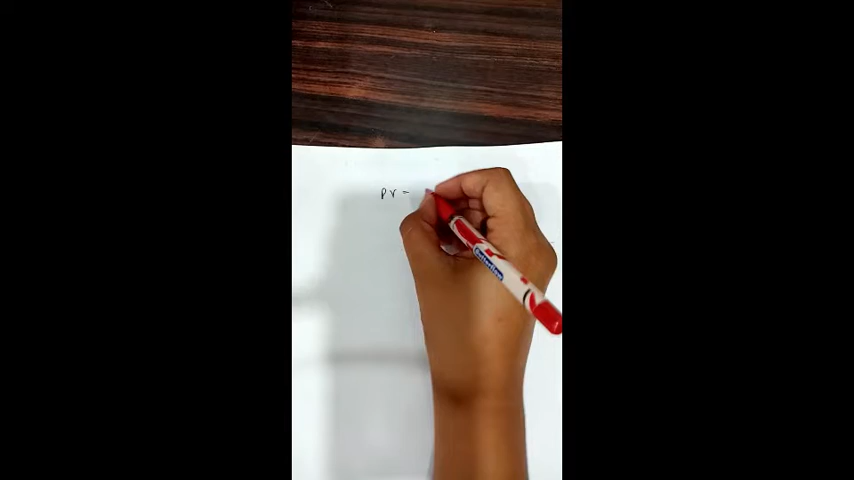 PV =